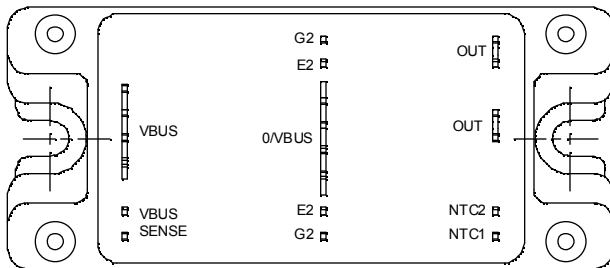 G2
OUT
E2
VBUS
0/VBUS
OUT
VBUS
SENSE
E2
G2
NTC2
NTC1